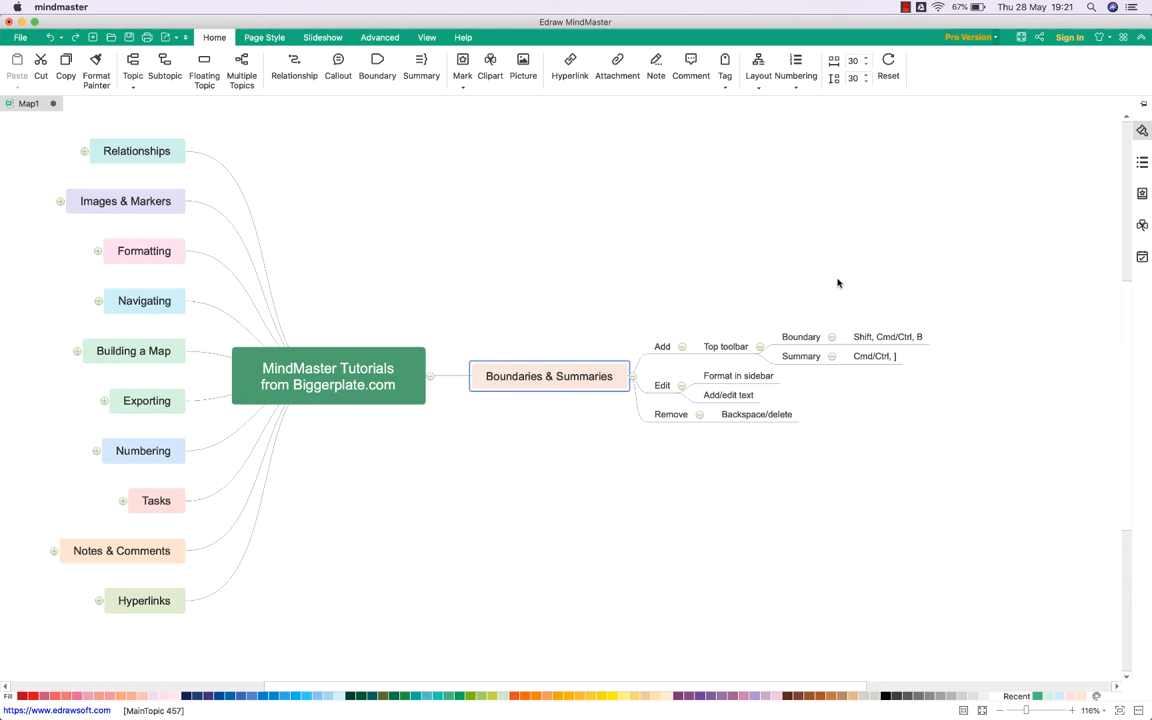 mindmaster
67%
Thu 28 May 19:21
Edraw MindMaster
File
Home
Page Style
Slideshow
Advanced
View
Help
Pro Version
Sign In
Paste
Cut
Copy
Format
Painter
Topic
Subtopic
Floating
Topic
Multiple
Topics
Relationship
Callout
Boundary
Summary
Mark
Clipart
Picture
Hyperlink
Attachment
Note
Comment
Tag
Layout
Numbering
30
30
Reset
Map1
Relationships
Images & Markers
Formatting
Navigating
Building a Map
Exporting
Numbering
Tasks
Notes & Comments
Hyperlinks
MindMaster Tutorials
from Biggerplate.com
Boundaries & Summaries
Add
Top toolbar
Boundary
Shift, Cmd/Ctrl, B
Summary
Cmd/Ctrl, ]
Edit
Format in sidebar
Add/edit text
Remove
Backspace/delete
Fill
Recent
https://www.edrawsoft.com
[MainTopic 457]
116%